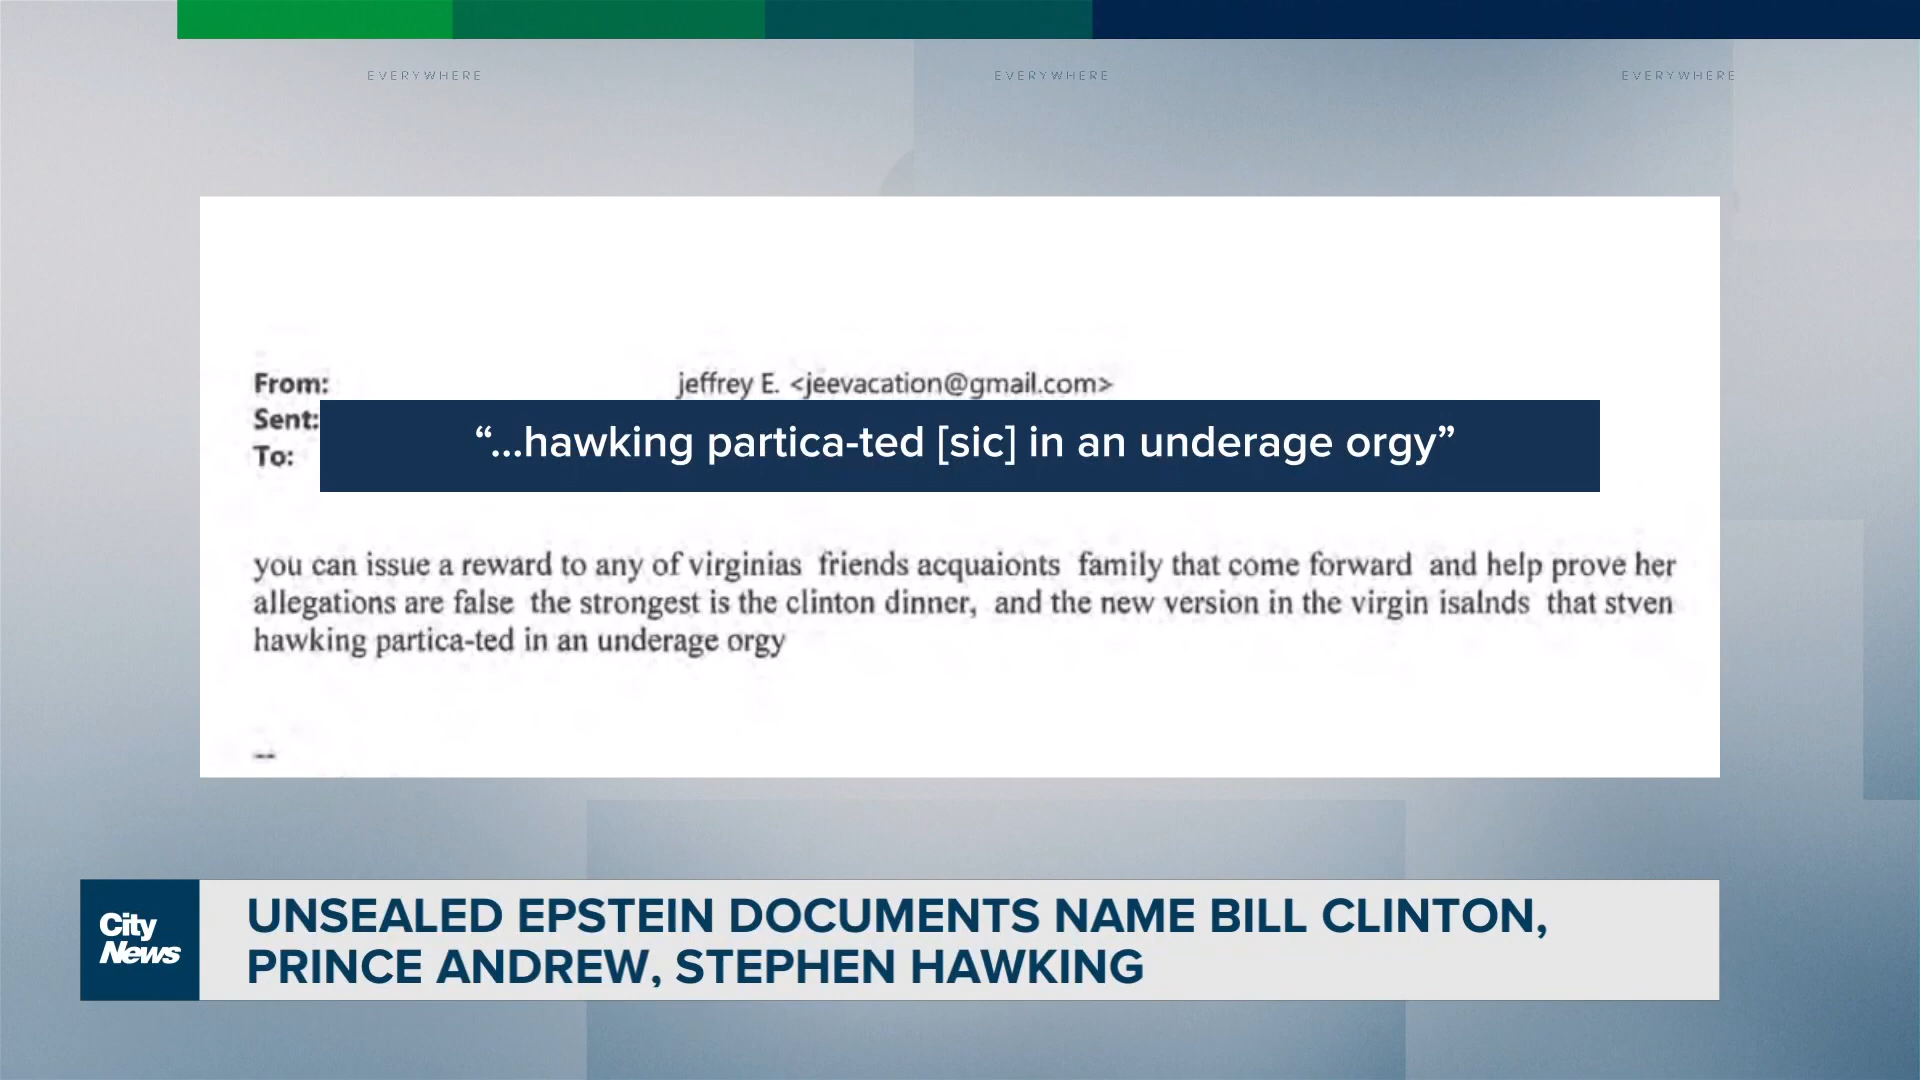 EVERYWHERE EVERYWHERE EVERYWHERE
From: jeffrey E. <jeevacation@gmail.com>
Sent:
To:
“...hawking partica-ted [sic] in an underage orgy”
you can issue a reward to any of virginias friends acquaionts family that come forward and help prove her
allegations are false the strongest is the clinton dinner, and the new version in the virgin isalnds that stven
hawking partica-ted in an underage orgy
--
City
News
UNSEALED EPSTEIN DOCUMENTS NAME BILL CLINTON,
PRINCE ANDREW, STEPHEN HAWKING